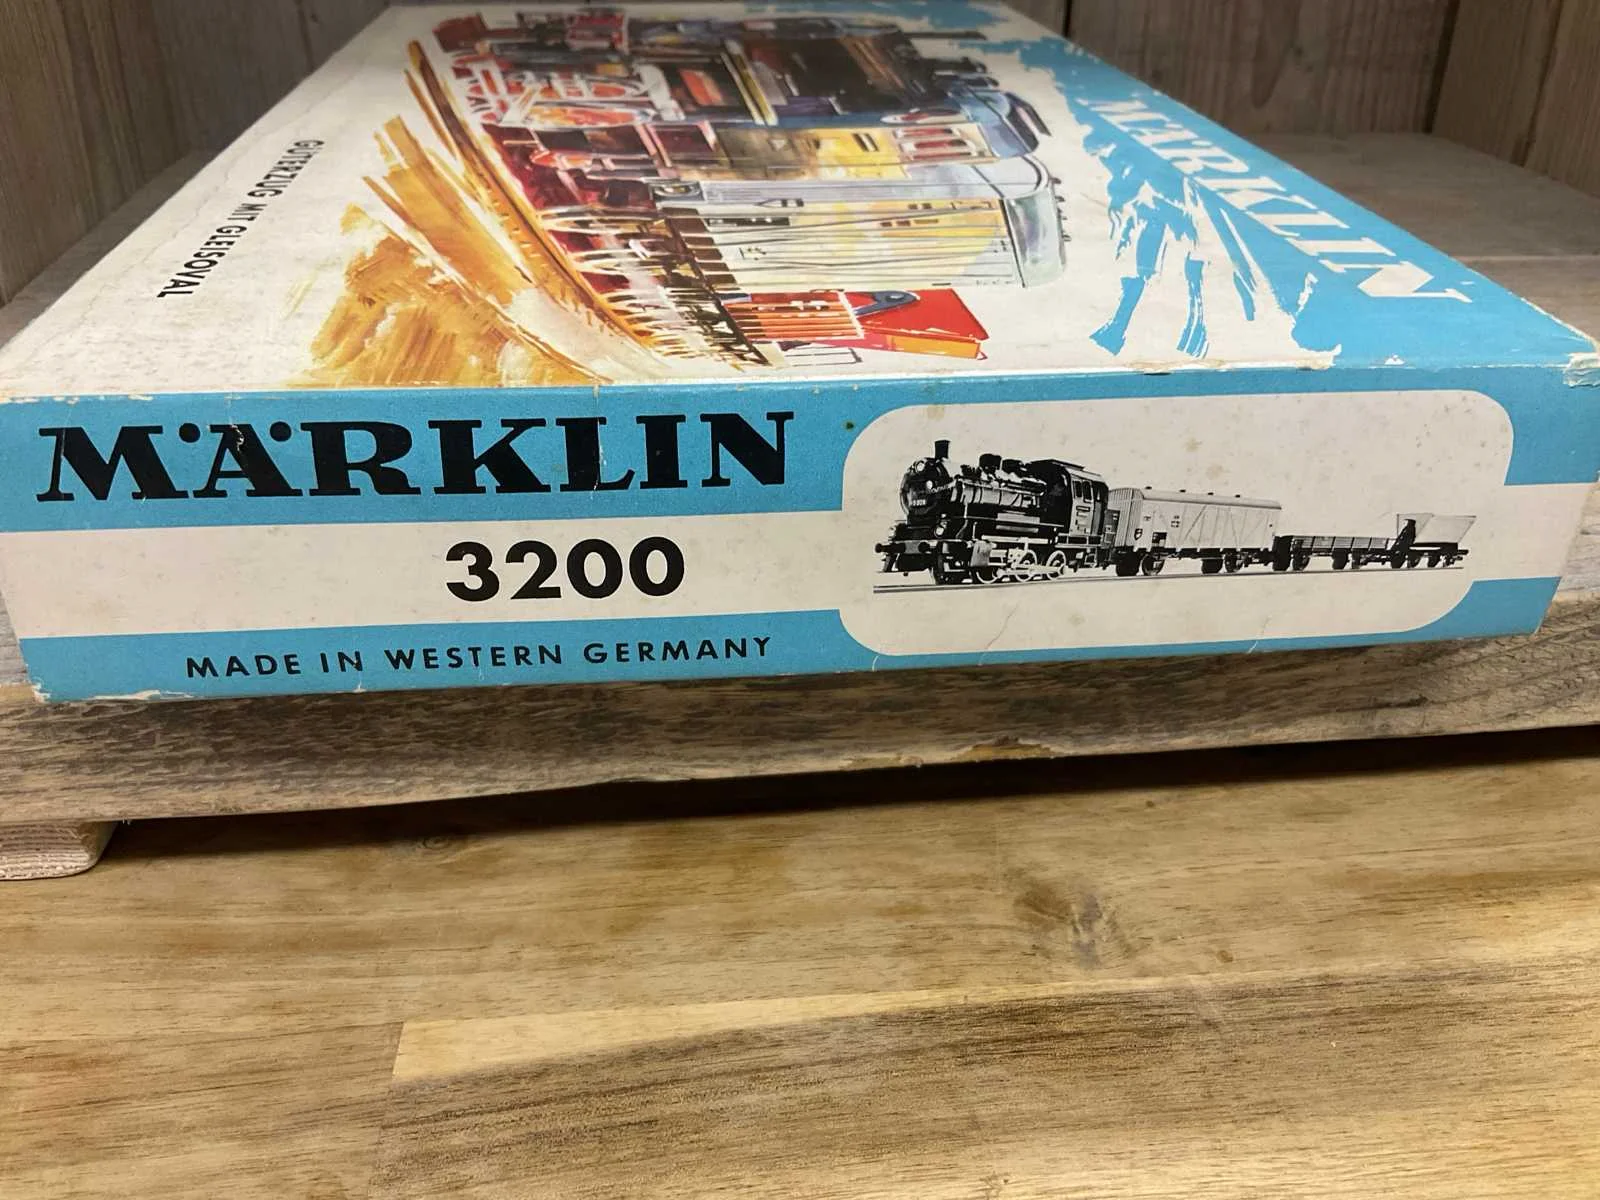 MÄRKLIN
GÜTERZUG MIT GLEISOVAL
MÄRKLIN
3200
MADE IN WESTERN GERMANY